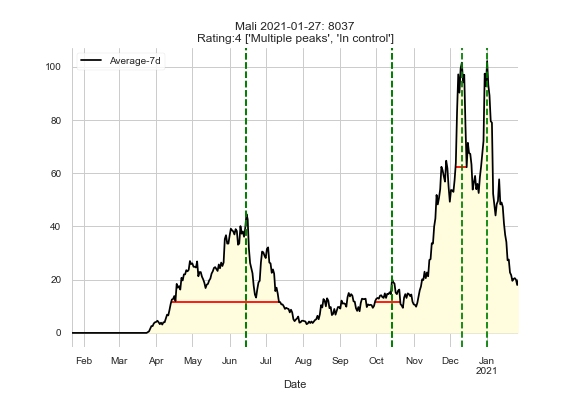 Mali 2021-01-27: 8037
Rating:4 ['Multiple peaks', 'In control']
Average-7d
100
80
60
40
20
0
Feb Mar Apr May Jun Jul Aug Sep Oct Nov Dec Jan
2021
Date